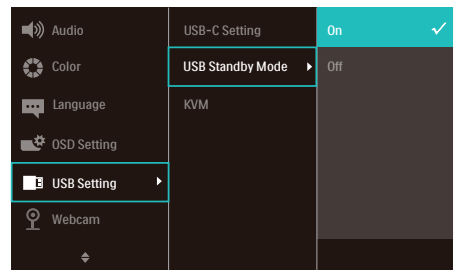 Audio
Color
Language
OSD Setting
USB Setting
Webcam
USB-C Setting
USB Standby Mode
KVM
On
Off